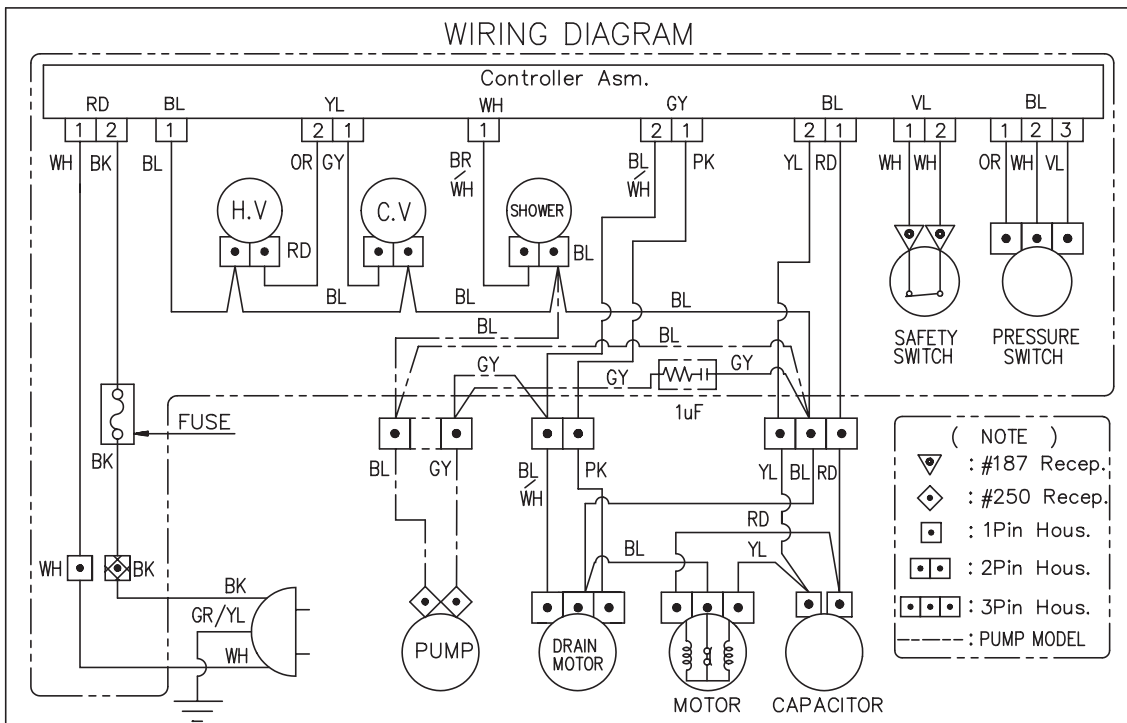 WIRING DIAGRAM
Controller Asm.
RD BL YL WH GY BL VL BL
1 2 1 2 1 1 2 1 2 1 1 2 1 2 3
WH BK BL OR GY BR/WH BL/WH PK YL RD WH WH OR WH VL
H.V C.V SHOWER
RD BL
BL BL BL
SAFETY SWITCH
PRESSURE SWITCH
BL BL
GY GY GY
1uF
FUSE
BK
BL GY BL/WH PK YL BL RD
RD
BL YL
WH BK
BK
GR/YL
WH
PUMP
DRAIN MOTOR
MOTOR
CAPACITOR
( NOTE )
: #187 Recep.
: #250 Recep.
: 1Pin Hous.
: 2Pin Hous.
: 3Pin Hous.
: PUMP MODEL